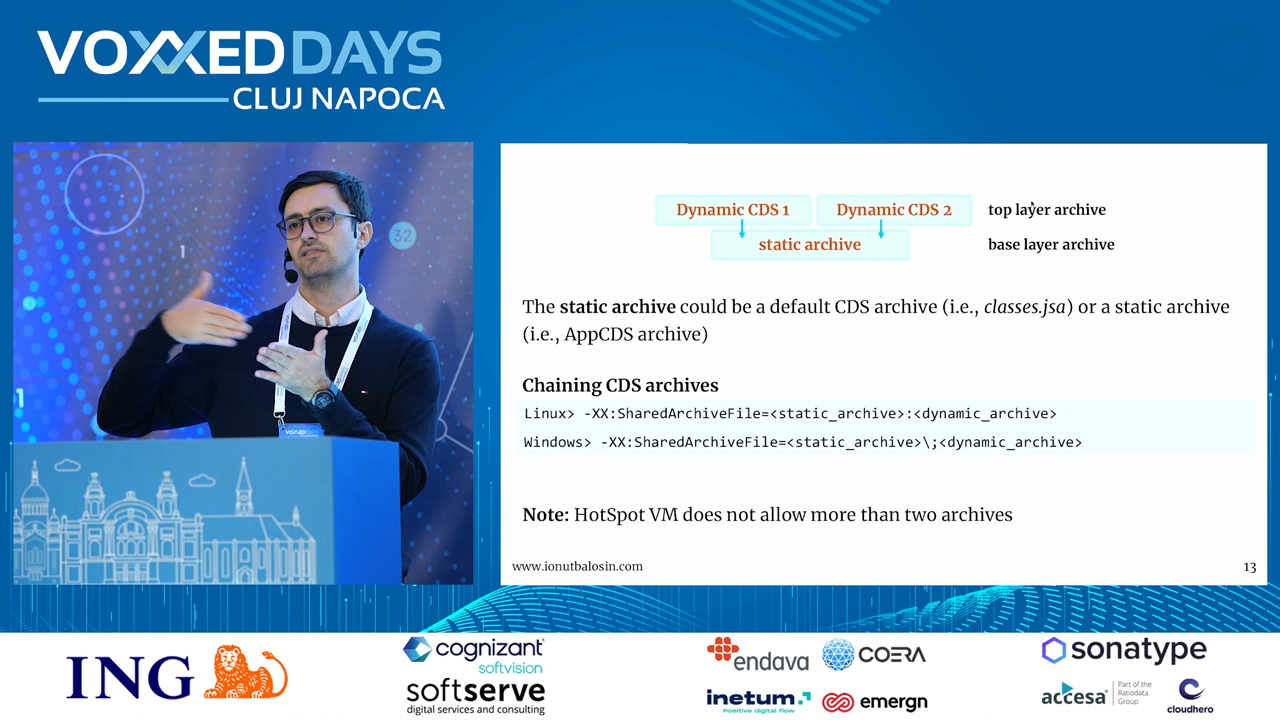 VOXXED DAYS
CLUJ NAPOCA
32
1
1
Dynamic CDS 1
Dynamic CDS 2
top layer archive
static archive
base layer archive
The static archive could be a default CDS archive (i.e., classes.jsa) or a static archive
(i.e., AppCDS archive)
Chaining CDS archives
Linux> -XX:SharedArchiveFile=<static_archive>:<dynamic_archive>
Windows> -XX:SharedArchiveFile=<static_archive>\;<dynamic_archive>
Note: HotSpot VM does not allow more than two archives
www.ionutbalosin.com
13
ING
cognizant
softvision
softserve
digital services and consulting
endava
COERA
inetum.
Positive digital flow
emergn
sonatype
accesa
Part of the
Ratiodata
Group
cloudhero